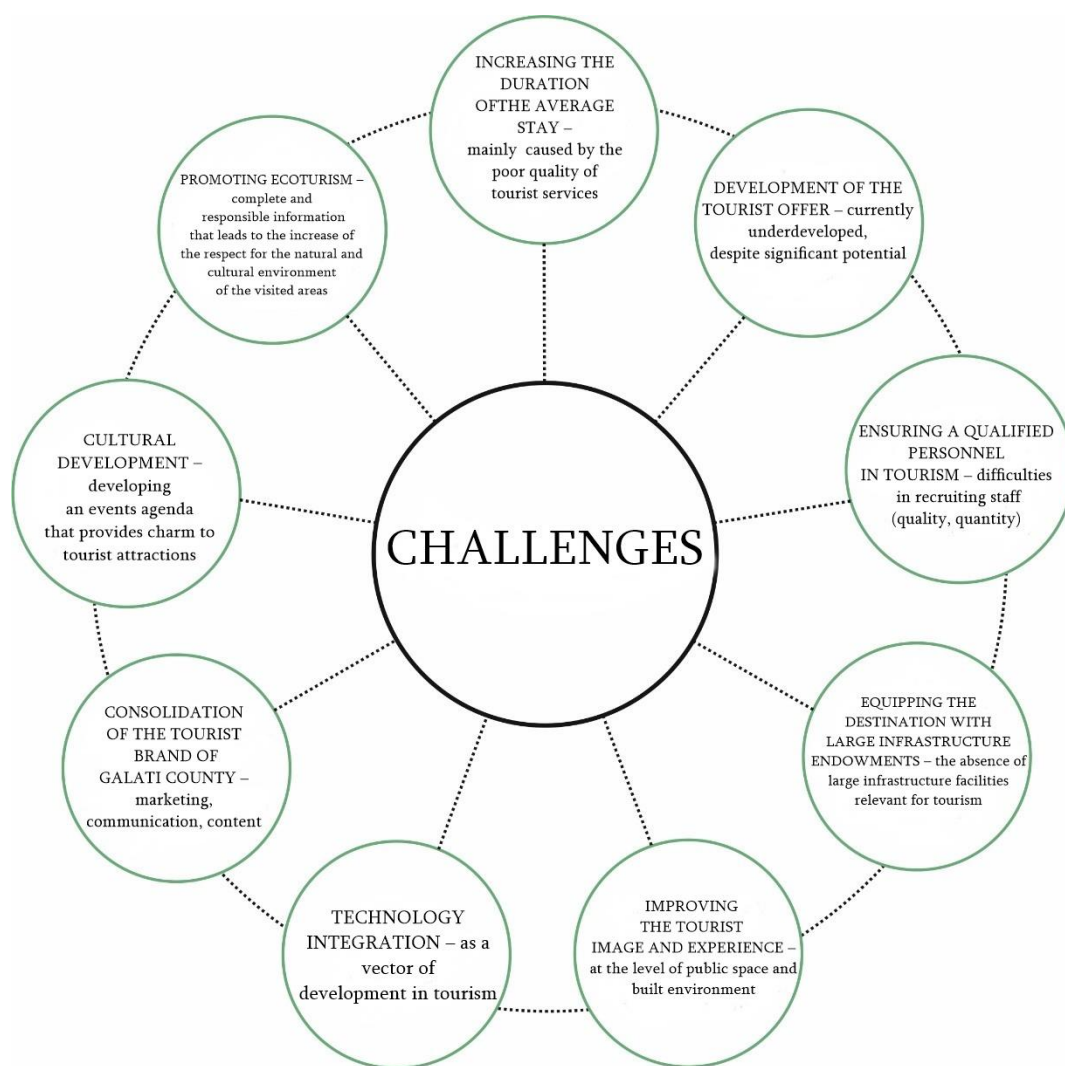 INCREASING THE
DURATION
OFTHE AVERAGE
STAY –
mainly caused by the
poor quality of
tourist services
DEVELOPMENT OF THE
TOURIST OFFER – currently
underdeveloped,
despite significant potential
ENSURING A QUALIFIED
PERSONNEL
IN TOURISM – difficulties
in recruiting staff
(quality, quantity)
EQUIPPING THE
DESTINATION WITH
LARGE INFRASTRUCTURE
ENDOWMENTS – the absence of
large infrastructure facilities
relevant for tourism
IMPROVING
THE TOURIST
IMAGE AND EXPERIENCE –
at the level of public space and
built environment
TECHNOLOGY
INTEGRATION – as a
vector of
development in tourism
CONSOLIDATION
OF THE TOURIST
BRAND OF
GALATI COUNTY –
marketing,
communication, content
CULTURAL
DEVELOPMENT –
developing
an events agenda
that provides charm to
tourist attractions
PROMOTING ECOTURISM –
complete and
responsible information
that leads to the increase of
the respect for the natural and
cultural environment
of the visited areas
CHALLENGES